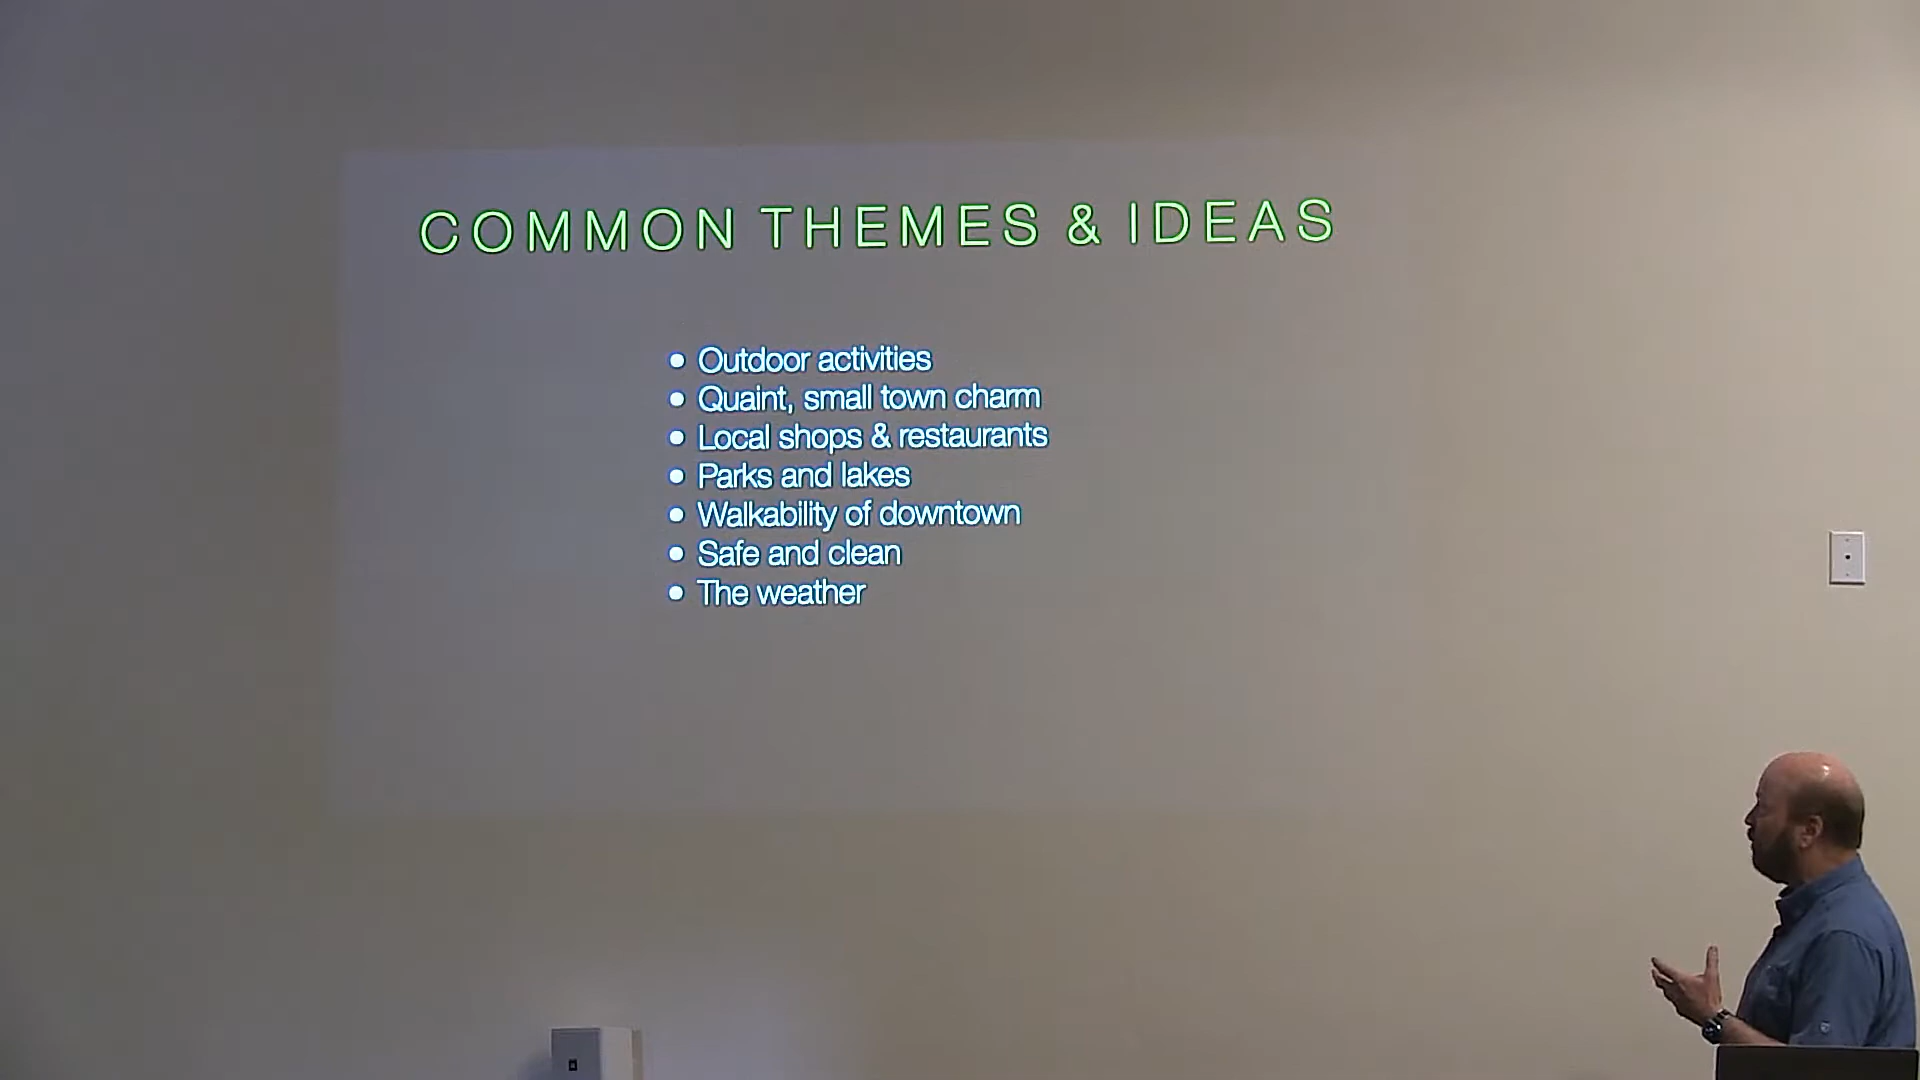 COMMON THEMES & IDEAS
• Outdoor activities
• Quaint, small town charm
• Local shops & restaurants
• Parks and lakes
• Walkability of downtown
• Safe and clean
• The weather